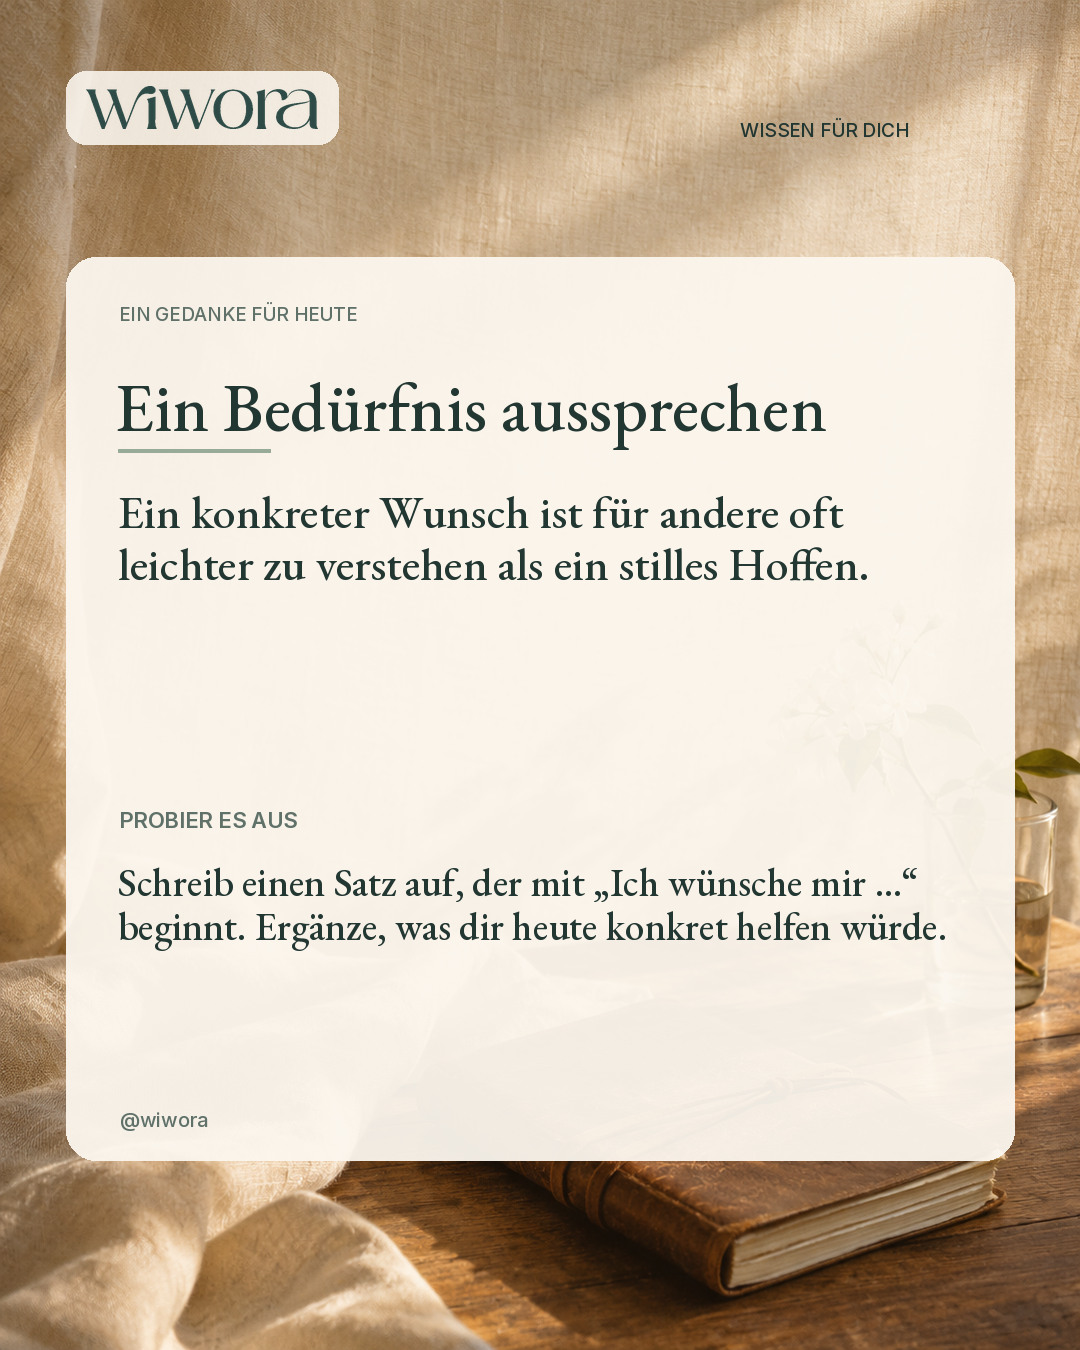 wiwora
WISSEN FÜR DICH
EIN GEDANKE FÜR HEUTE
Ein Bedürfnis aussprechen
Ein konkreter Wunsch ist für andere oft
leichter zu verstehen als ein stilles Hoffen.
PROBIER ES AUS
Schreib einen Satz auf, der mit „Ich wünsche mir …“
beginnt. Ergänze, was dir heute konkret helfen würde.
@wiwora